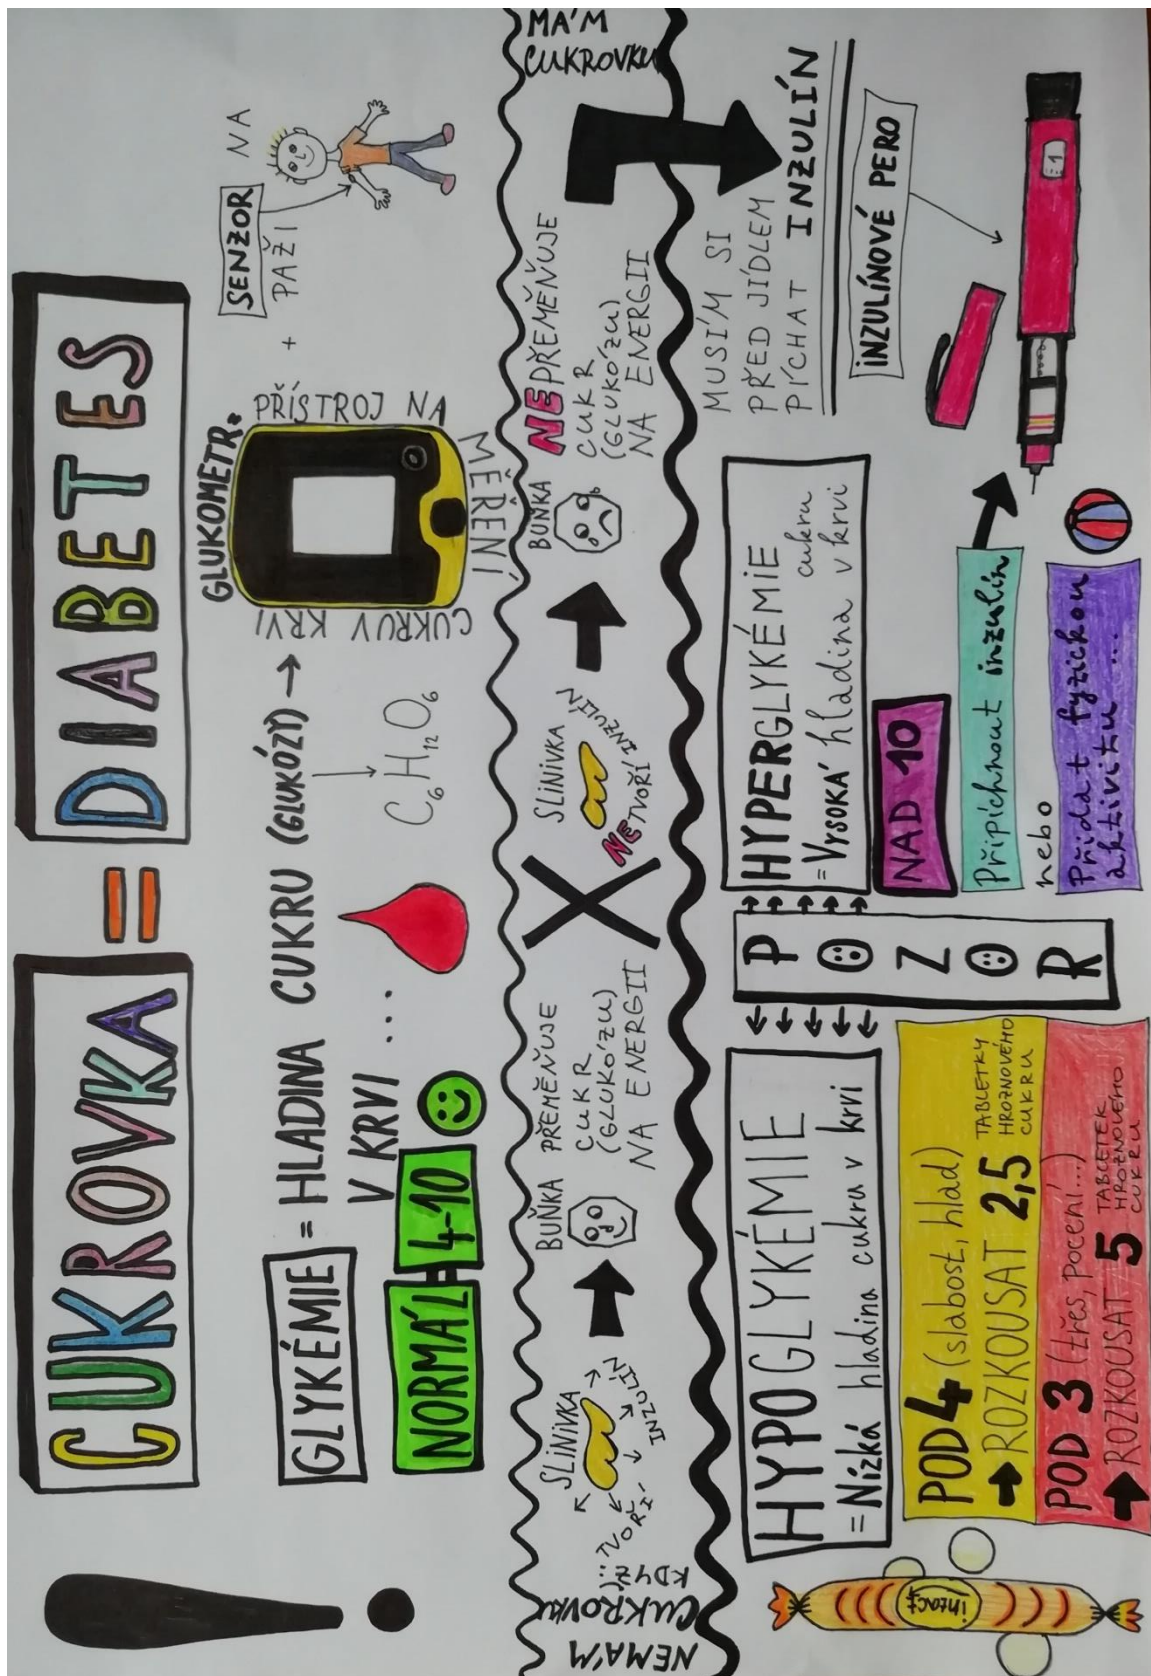 CUKROVKA = DIABETES
GLYKÉMIE = HLADINA CUKRU (GLUKÓZY) →
V KRVI ...
C6H12O6
NORMÁL = 4-10
GLUKOMETR =
PŘÍSTROJ NA
MĚŘENÍ
CUKRU V KRVI
+ SENZOR NA
PAŽI
NEMÁM
CUKROVKU
KDYŽ
SLINIVKA
TVOŘÍ
INZULÍN
BUŇKA PŘEMĚŇUJE
CUKR
(GLUKÓZU)
NA ENERGII
SLINIVKA
NETVOŘÍ INZULÍN
BUŇKA NEPŘEMĚŇUJE
CUKR
(GLUKÓZU)
NA ENERGII
MÁM
CUKROVKU
MUSÍM SI
PŘED JÍDLEM
PÍCHAT INZULÍN
INZULÍNOVÉ PERO
1
HYPOGLYKÉMIE
= Nízká hladina cukru v krvi
POD 4 (slabost, hlad)
→ ROZKOUSAT 2,5 TABLETKY
HROZNOVÉHO
CUKRU
POD 3 (třes, pocení...)
→ ROZKOUSAT 5 TABLETEK
HROZNOVÉHO
CUKRU
intact
POZOR
HYPERGLYKÉMIE
= Vysoká hladina cukru
v krvi
NAD 10
Připíchnout inzulín
nebo
Přidat fyzickou
aktivitu...